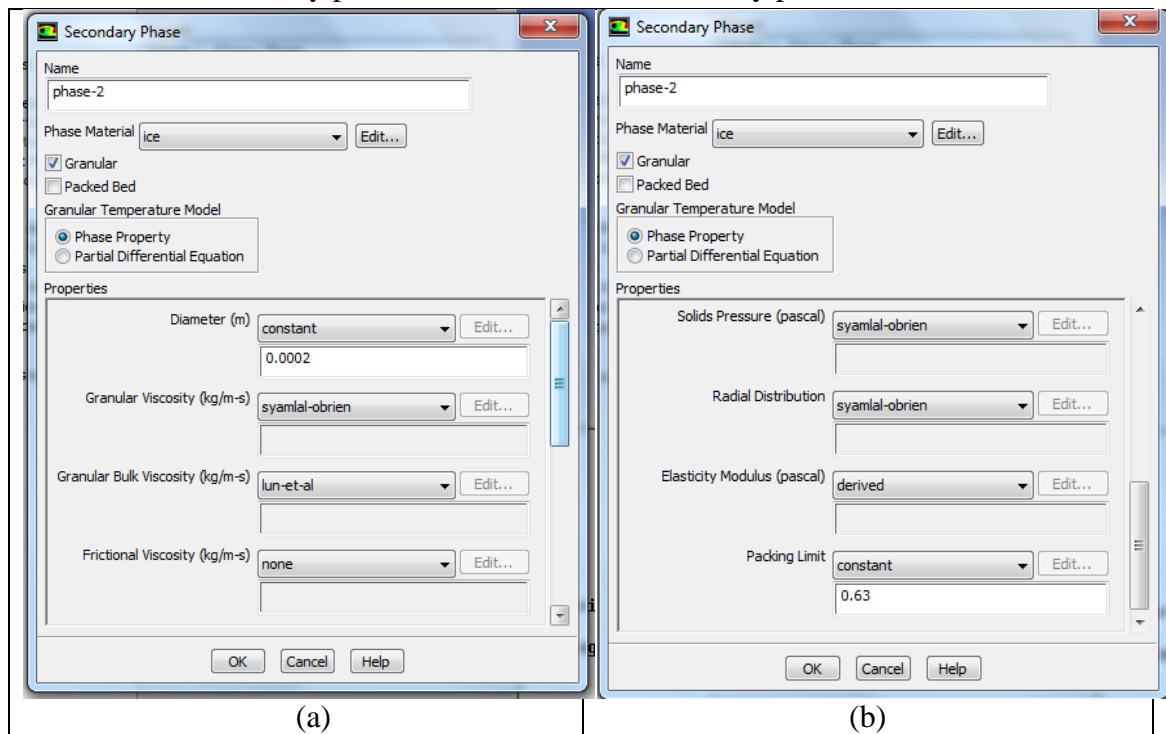 Secondary Phase
Name
phase-2
Phase Material ice Edit...
Granular
Packed Bed
Granular Temperature Model
Phase Property
Partial Differential Equation
Properties
Diameter (m) constant Edit...
0.0002
Granular Viscosity (kg/m-s) syamlal-obrien Edit...
Granular Bulk Viscosity (kg/m-s) lun-et-al Edit...
Frictional Viscosity (kg/m-s) none Edit...
OK Cancel Help
(a)
Secondary Phase
Name
phase-2
Phase Material ice Edit...
Granular
Packed Bed
Granular Temperature Model
Phase Property
Partial Differential Equation
Properties
Solids Pressure (pascal) syamlal-obrien Edit...
Radial Distribution syamlal-obrien Edit...
Elasticity Modulus (pascal) derived Edit...
Packing Limit constant Edit...
0.63
OK Cancel Help
(b)